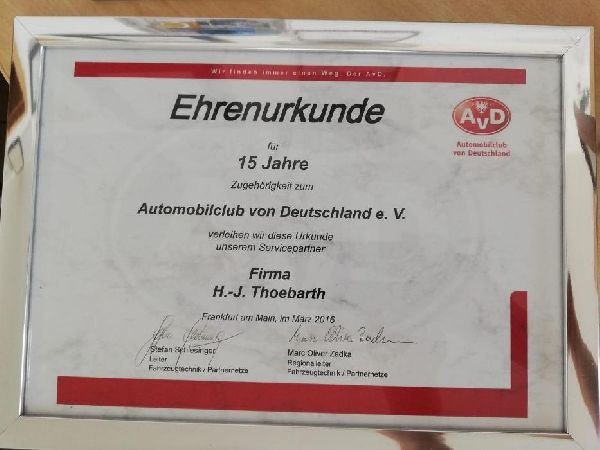 Wir finden immer einen Weg. Der AvD.
Ehrenurkunde
AvD
Automobilclub
von Deutschland
für
15 Jahre
Zugehörigkeit zum
Automobilclub von Deutschland e. V.
verleihen wir diese Urkunde
unserem Servicepartner
Firma
H.-J. Thoebarth
Frankfurt am Main, im März 2016
Stefan Schlesinger
Leiter
Fahrzeugtechnik / Partnernetze
Marc Oliver Zadka
Regionalleiter
Fahrzeugtechnik / Partnernetze